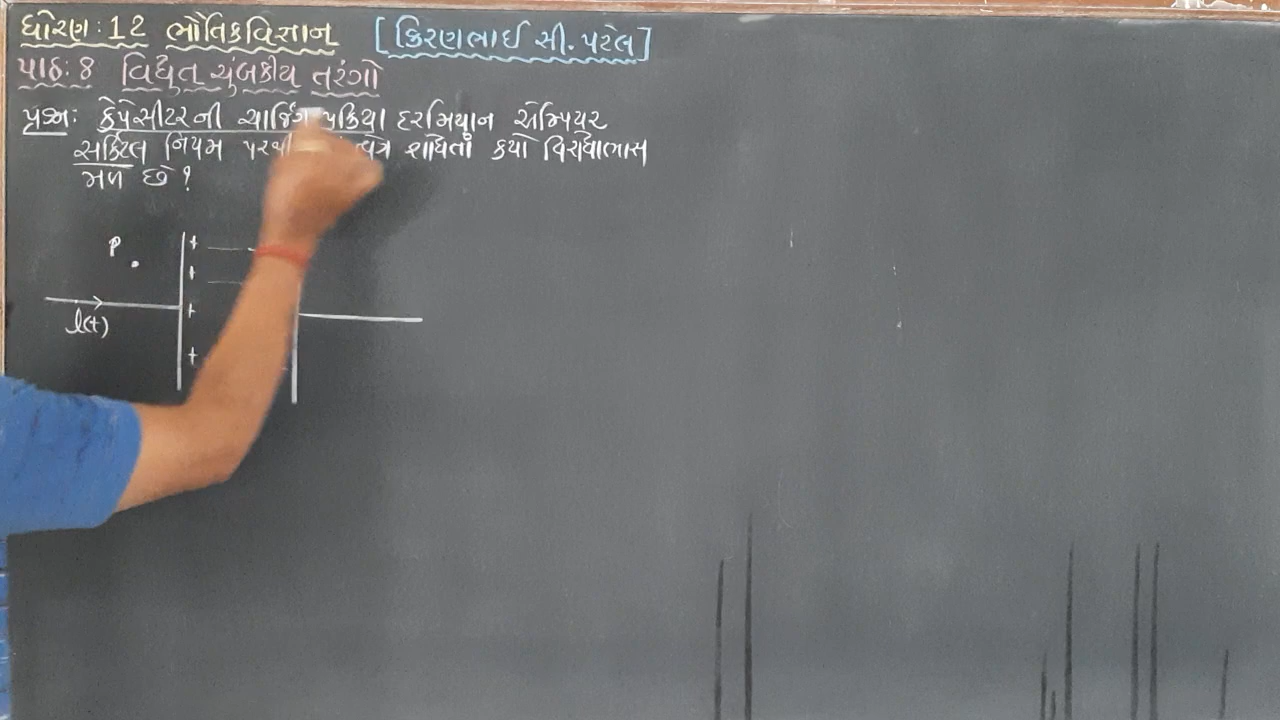 ધોરણ: 12 ભૌતિકવિજ્ઞાન [કિરણભાઈ સી. પટેલ]
પાઠ: 8 વિદ્યુત ચુંબકીય તરંગો
પ્રશ્ન: કેપેસીટરની ચાર્જિંગ પ્રક્રિયા દરમિયાન એમ્પિયર
સર્કિટલ નિયમ પરથી શોધતાં કયો વિરોધાભાસ
મળે છે?
P
+
+
+
i(t)
+